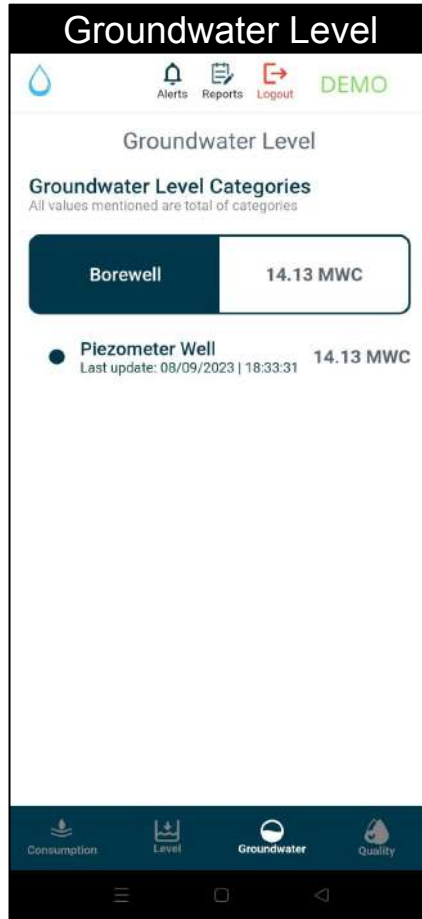 Groundwater Level
Alerts Reports Logout DEMO
Groundwater Level
Groundwater Level Categories
All values mentioned are total of categories
Borewell 14.13 MWC
Piezometer Well 14.13 MWC
Last update: 08/09/2023 | 18:33:31
Consumption Level Groundwater Quality